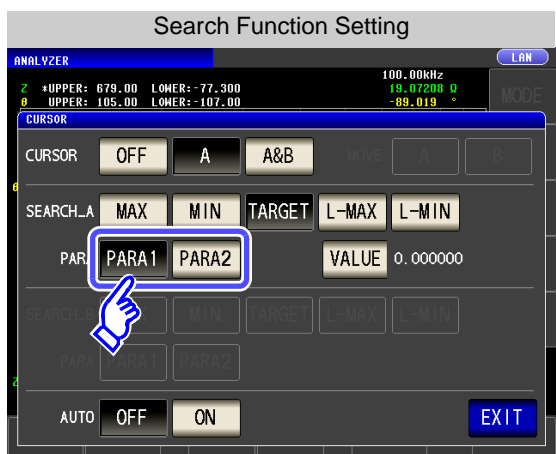 Search Function Setting
ANALYZER LAN
100.00kHz
Z *UPPER: 679.00 LOWER:-77.300 19.07208 Ω
θ UPPER: 105.00 LOWER:-107.00 -89.019 °
MODE
CURSOR
CURSOR OFF A A&B MOVE A B
SEARCH_A MAX MIN TARGET L-MAX L-MIN
PARA PARA1 PARA2 VALUE 0.000000
SEARCH_B MIN TARGET L-MAX L-MIN
PARA PARA1 PARA2
AUTO OFF ON EXIT